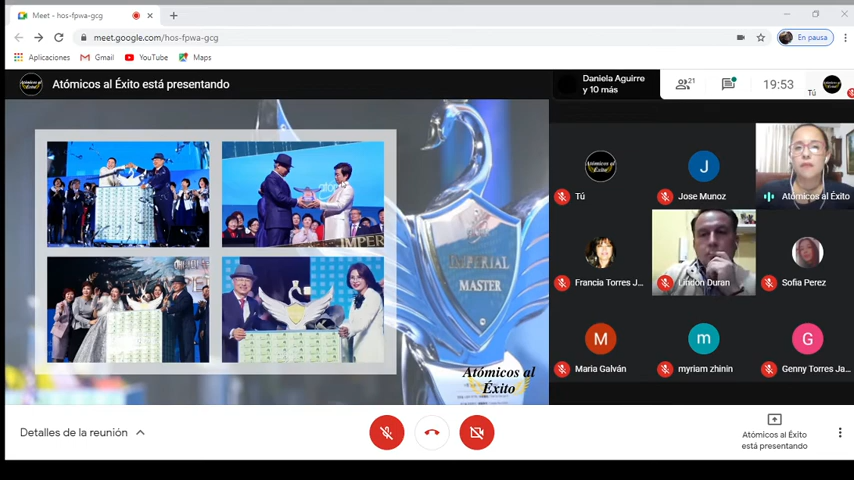 Meet - hos-fpwa-gcg
meet.google.com/hos-fpwa-gcg
En pausa
Aplicaciones
Gmail
YouTube
Maps
Atómicos al Éxito está presentando
Daniela Aguirre
y 10 más
21
19:53
Tú
IMPERIAL
MASTER
Atómicos al
Éxito
Tú
Jose Munoz
Atómicos al Éxito
Francia Torres J...
Lindon Duran
Sofia Perez
M
Maria Galván
m
myriam zhinin
G
Genny Torres Ja...
J
Detalles de la reunión
Atómicos al Éxito
está presentando